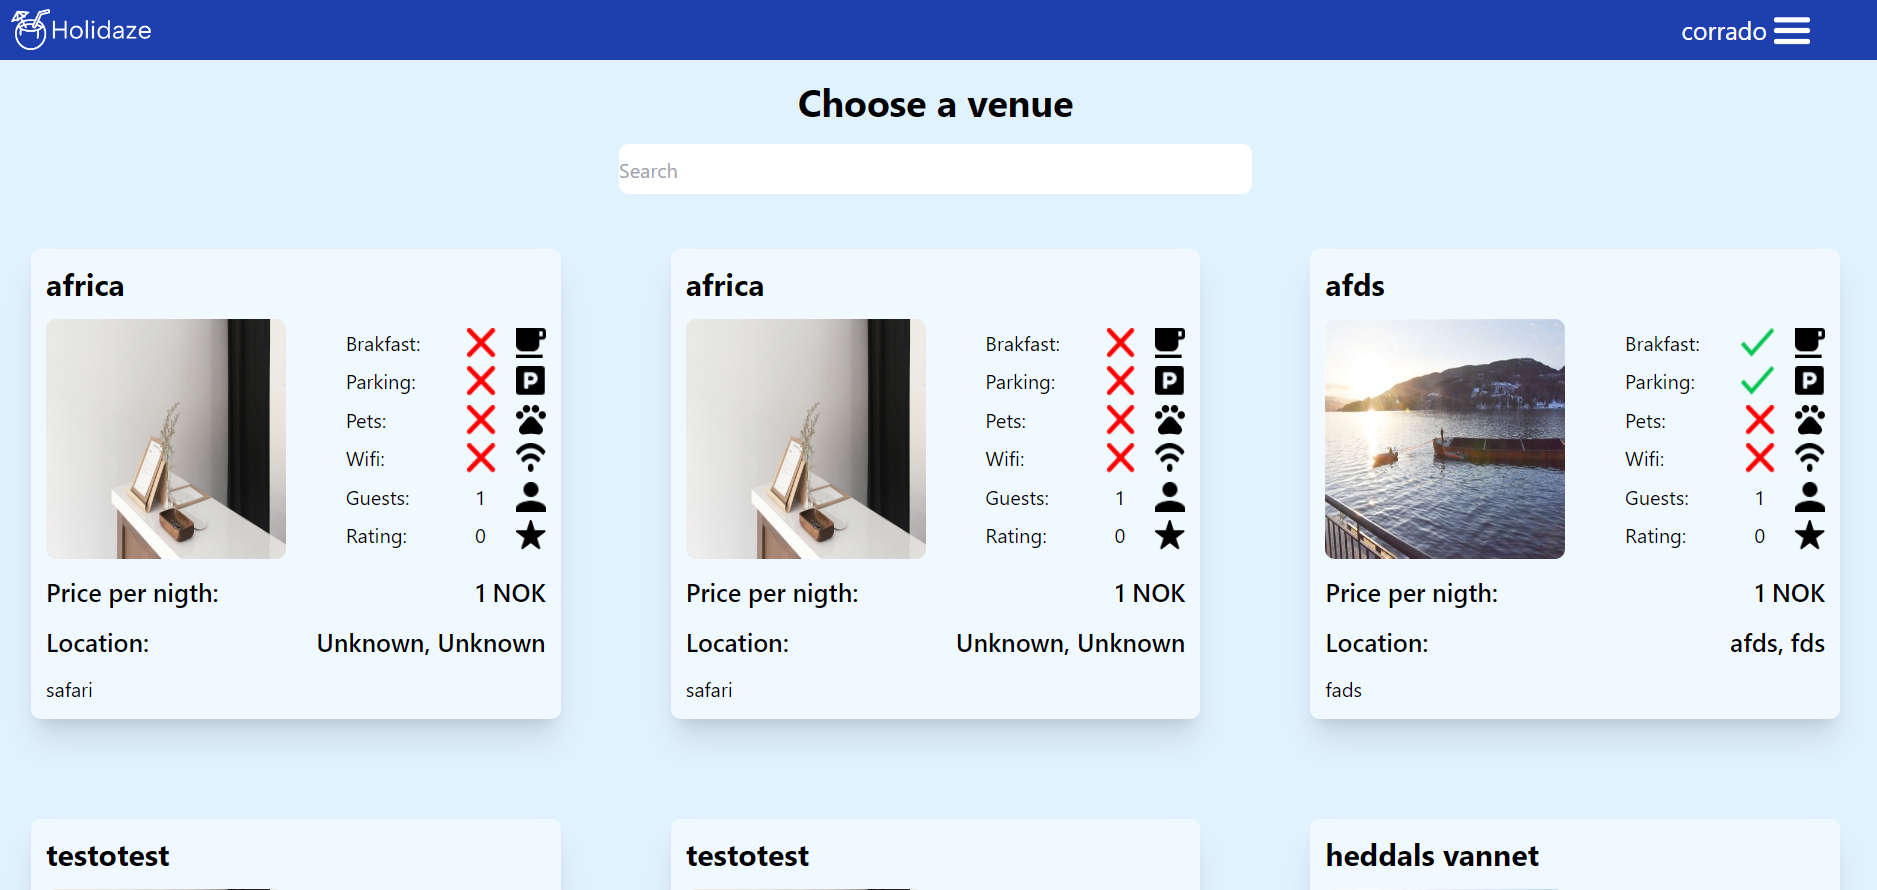 Holidaze
corrado
Choose a venue
Search
africa
Brakfast:
Parking:
P
Pets:
Wifi:
Guests: 1
Rating: 0
Price per nigth: 1 NOK
Location: Unknown, Unknown
safari
africa
Brakfast:
Parking:
P
Pets:
Wifi:
Guests: 1
Rating: 0
Price per nigth: 1 NOK
Location: Unknown, Unknown
safari
afds
Brakfast:
Parking:
P
Pets:
Wifi:
Guests: 1
Rating: 0
Price per nigth: 1 NOK
Location: afds, fds
fads
testotest
testotest
heddals vannet